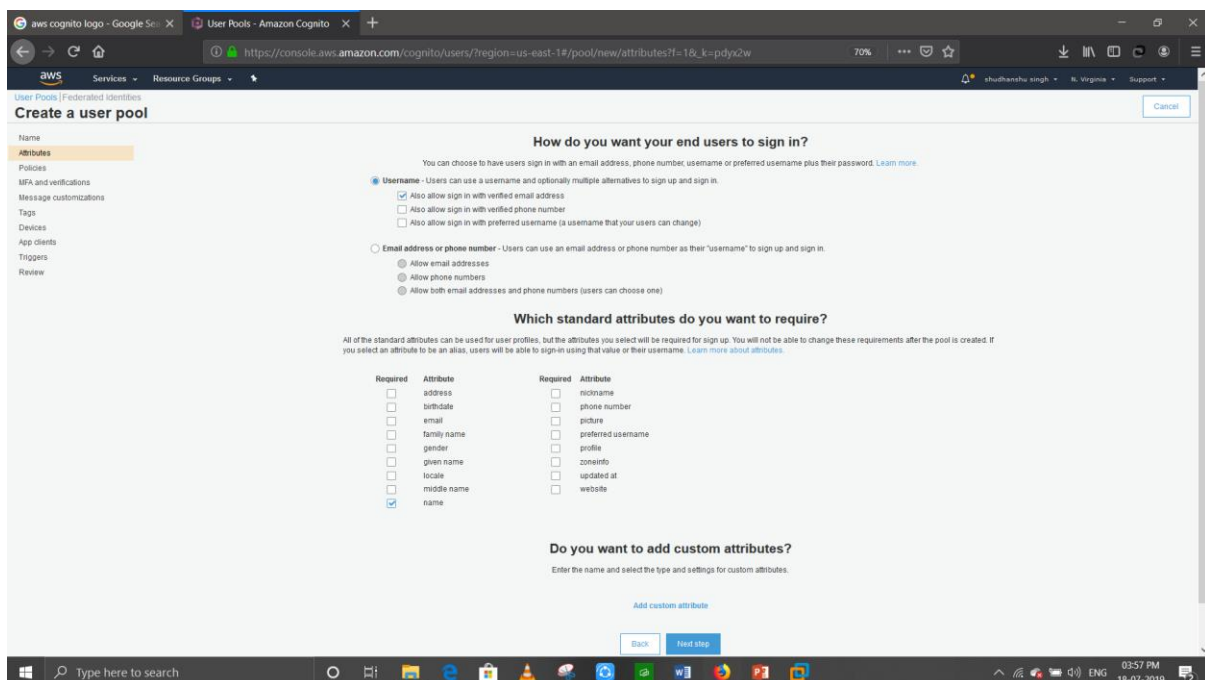 aws cognito logo - Google Sea
User Pools - Amazon Cognito
https://console.aws.amazon.com/cognito/users/?region=us-east-1#/pool/new/attributes?f=1&_k=pdyx2w
70%
aws
Services
Resource Groups
shudhanshu singh
N. Virginia
Support
User Pools | Federated Identities
Create a user pool
Cancel
Name
Attributes
Policies
MFA and verifications
Message customizations
Tags
Devices
App clients
Triggers
Review
How do you want your end users to sign in?
You can choose to have users sign in with an email address, phone number, username or preferred username plus their password. Learn more.
Username - Users can use a username and optionally multiple alternatives to sign up and sign in.
Also allow sign in with verified email address
Also allow sign in with verified phone number
Also allow sign in with preferred username (a username that your users can change)
Email address or phone number - Users can use an email address or phone number as their "username" to sign up and sign in.
Allow email addresses
Allow phone numbers
Allow both email addresses and phone numbers (users can choose one)
Which standard attributes do you want to require?
All of the standard attributes can be used for user profiles, but the attributes you select will be required for sign up. You will not be able to change these requirements after the pool is created. If
you select an attribute to be an alias, users will be able to sign-in using that value or their username. Learn more about attributes.
Required Attribute Required Attribute
address nickname
birthdate phone number
email picture
family name preferred username
gender profile
given name zoneinfo
locale updated at
middle name website
name
Do you want to add custom attributes?
Enter the name and select the type and settings for custom attributes.
Add custom attribute
Back Next step
Type here to search
ENG
03:57 PM
18-07-2019